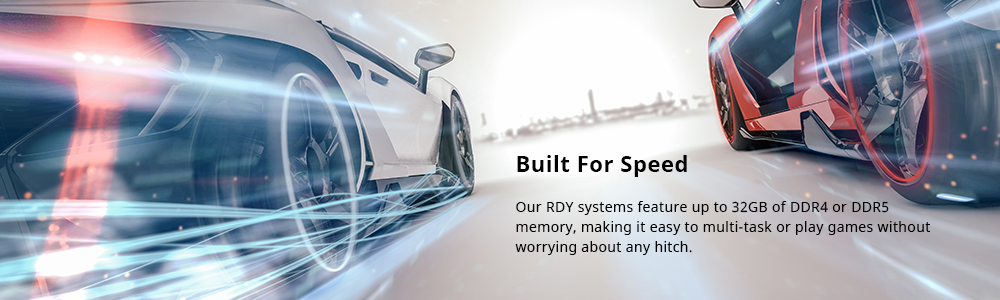 Built For Speed
Our RDY systems feature up to 32GB of DDR4 or DDR5
memory, making it easy to multi-task or play games without
worrying about any hitch.